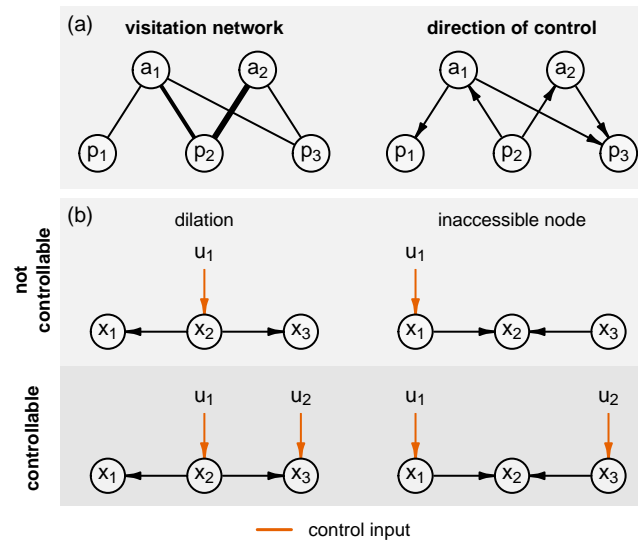 (a)
visitation network
direction of control
a1 a2 a1 a2
p1 p2 p3 p1 p2 p3
(b)
dilation
inaccessible node
not
controllable
u1 u1
x1 x2 x3 x1 x2 x3
controllable
u1 u2 u1 u2
x1 x2 x3 x1 x2 x3
control input